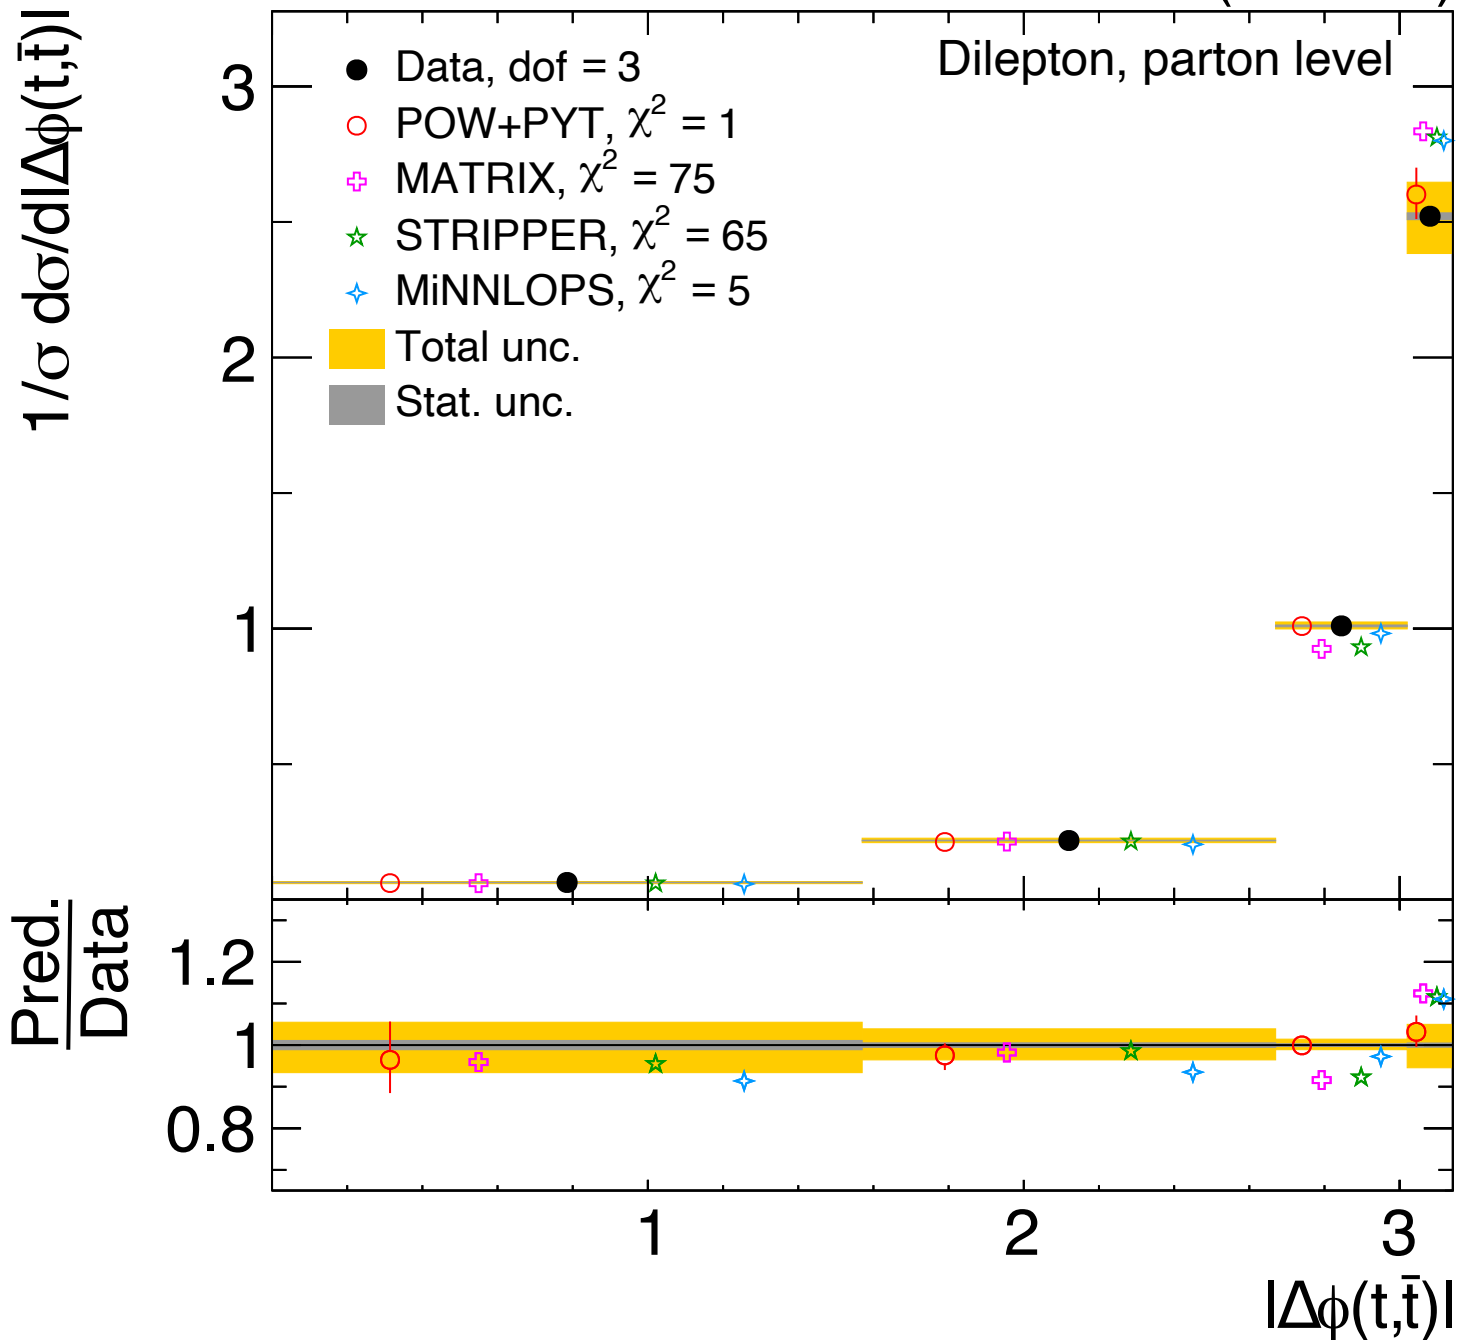 1/σ dσ/d|Δϕ(t,t̄)|
3
2
1
Dilepton, parton level
Data, dof = 3
POW+PYT, χ² = 1
MATRIX, χ² = 75
STRIPPER, χ² = 65
MiNNLOPS, χ² = 5
Total unc.
Stat. unc.
Pred.
Data
1.2
1
0.8
1 2 3
|Δϕ(t,t̄)|